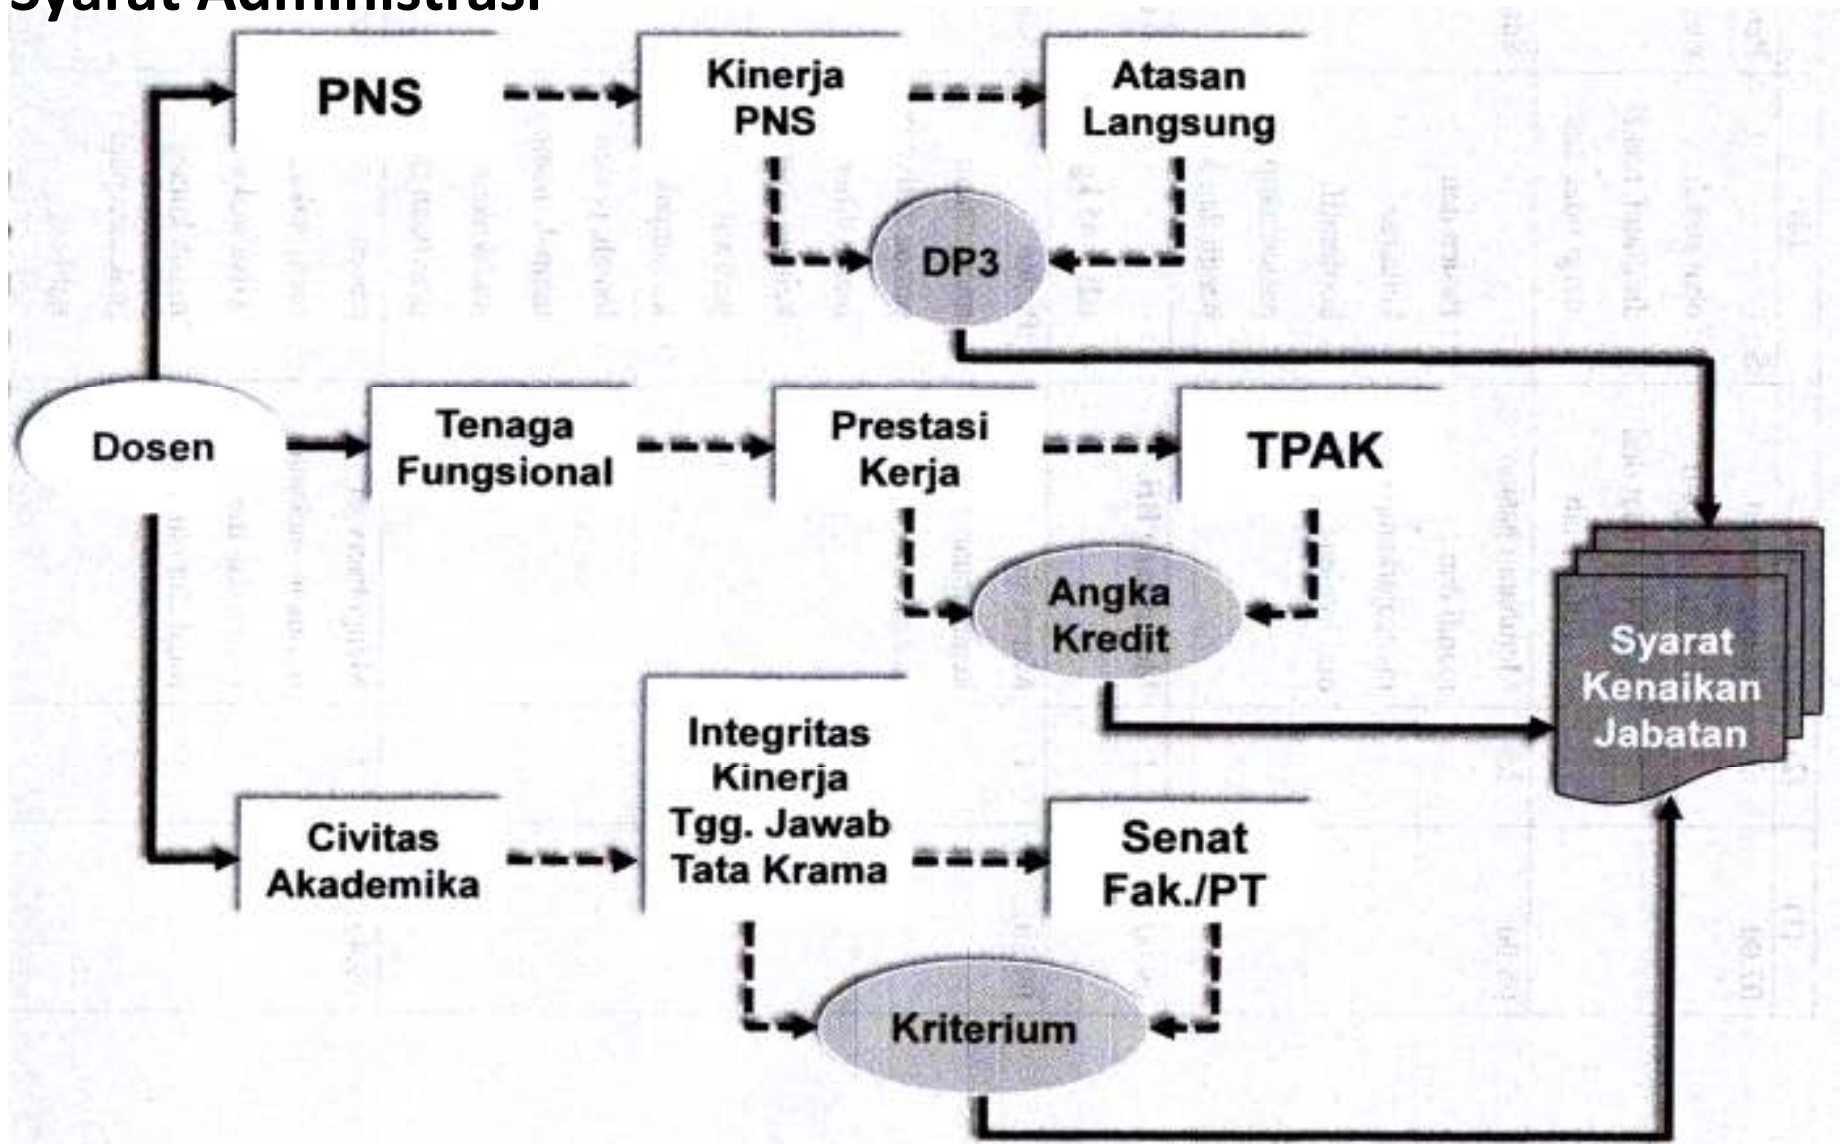 Syarat Administrasi
PNS
Kinerja
PNS
Atasan
Langsung
DP3
Dosen
Tenaga
Fungsional
Prestasi
Kerja
TPAK
Angka
Kredit
Syarat
Kenaikan
Jabatan
Integritas
Kinerja
Tgg. Jawab
Tata Krama
Civitas
Akademika
Senat
Fak./PT
Kriterium